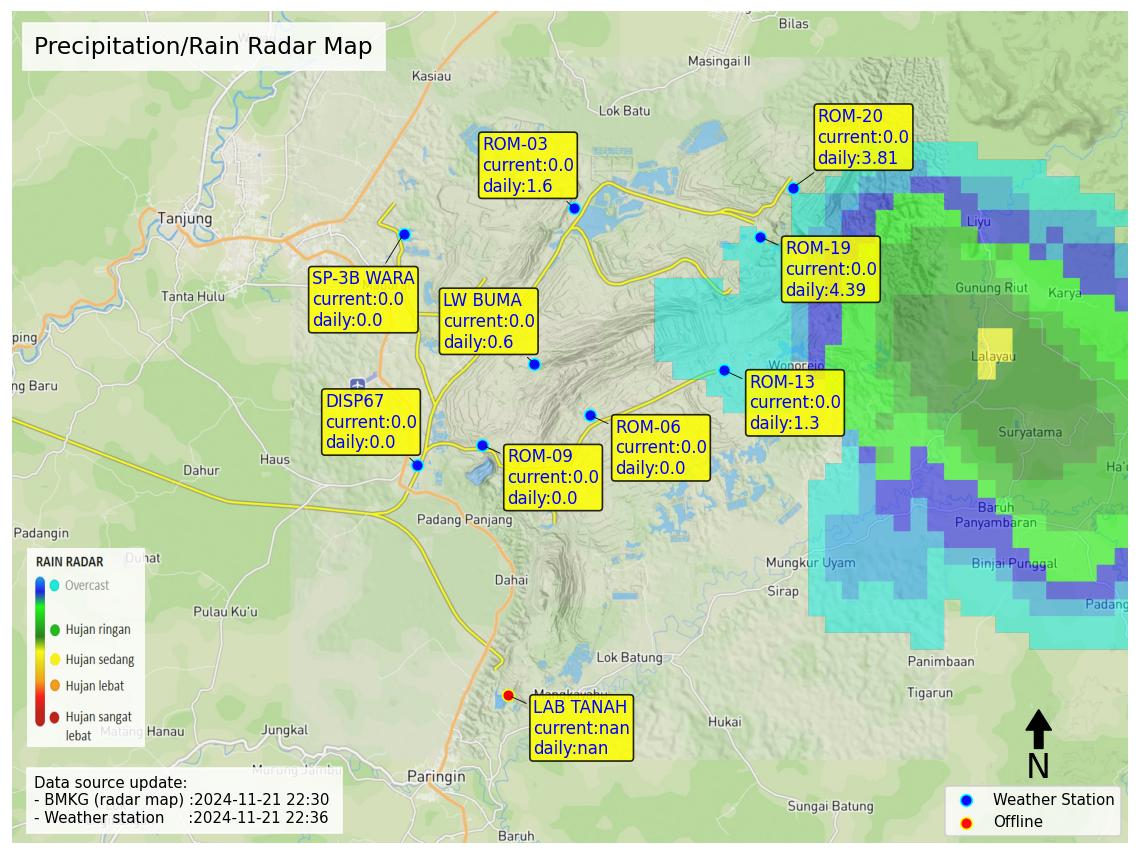 Precipitation/Rain Radar Map
Bilas
Masingai II
Kasiau
Lok Batu
ROM-20
current:0.0
daily:3.81
ROM-03
current:0.0
daily:1.6
Tanjung
Liyu
ROM-19
current:0.0
daily:4.39
SP-3B WARA
current:0.0
daily:0.0
Tanta Hulu
LW BUMA
current:0.0
daily:0.6
Gunung Riut
Karya
ping
Lalayau
Wonorejo
ng Baru
ROM-13
current:0.0
daily:1.3
DISP67
current:0.0
daily:0.0
ROM-06
current:0.0
daily:0.0
Suryatama
Haus
Dahur
ROM-09
current:0.0
daily:0.0
Ha'u
Padang Panjang
Baruh
Panyambaran
Padangin
Duhat
Mungkur Uyam
Binjai Punggal
Dahai
Sirap
Padang
Pulau Ku'u
RAIN RADAR
Overcast
Hujan ringan
Hujan sedang
Hujan lebat
Hujan sangat
lebat
Lok Batung
Panimbaan
Tigarun
LAB TANAH
current:nan
daily:nan
Hukai
Manau
Jungkal
N
Paringin
Data source update:
- BMKG (radar map) :2024-11-21 22:30
- Weather station :2024-11-21 22:36
Sungai Batung
Baruh
Weather Station
Offline